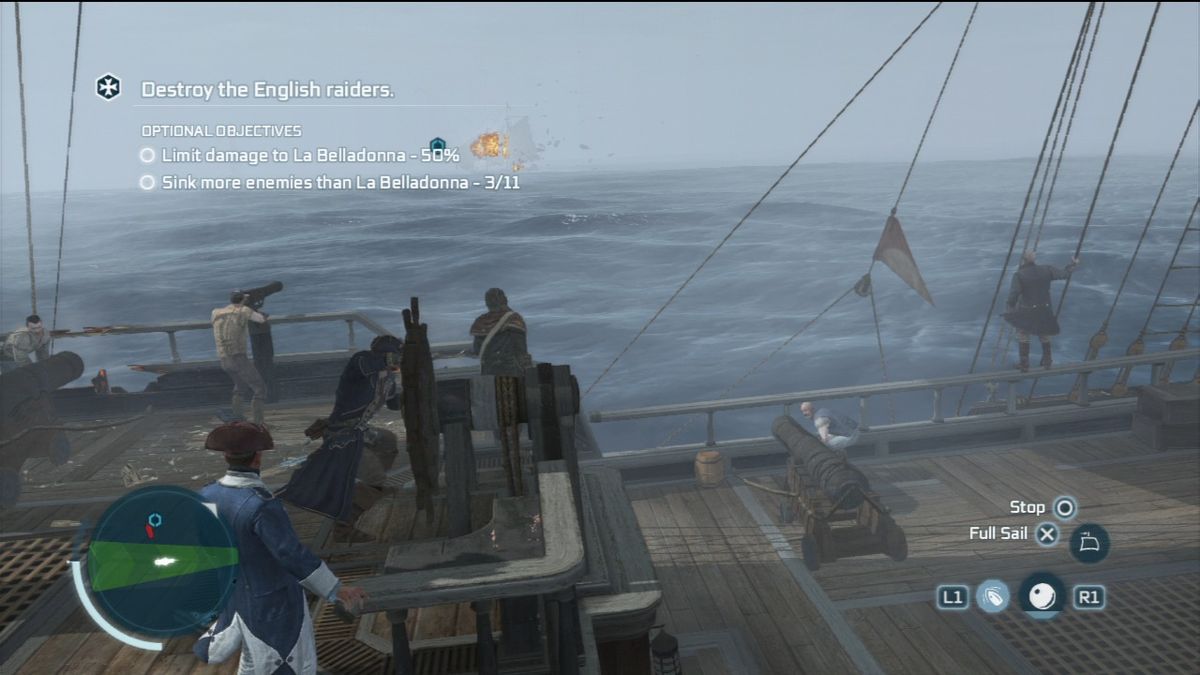 Destroy the English raiders.
OPTIONAL OBJECTIVES
Limit damage to La Belladonna - 50%
Sink more enemies than La Belladonna - 3/11
Stop
Full Sail
L1 R1